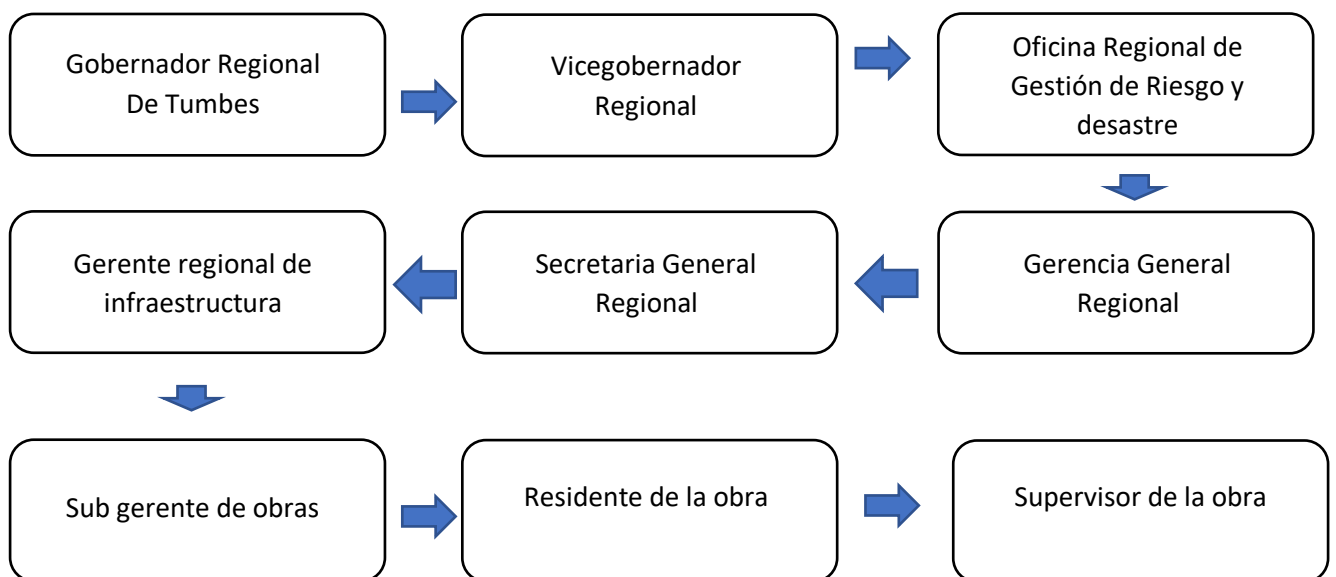 Gobernador Regional
De Tumbes
Vicegobernador
Regional
Oficina Regional de
Gestión de Riesgo y
desastre
Gerencia General
Regional
Secretaria General
Regional
Gerente regional de
infraestructura
Sub gerente de obras
Residente de la obra
Supervisor de la obra